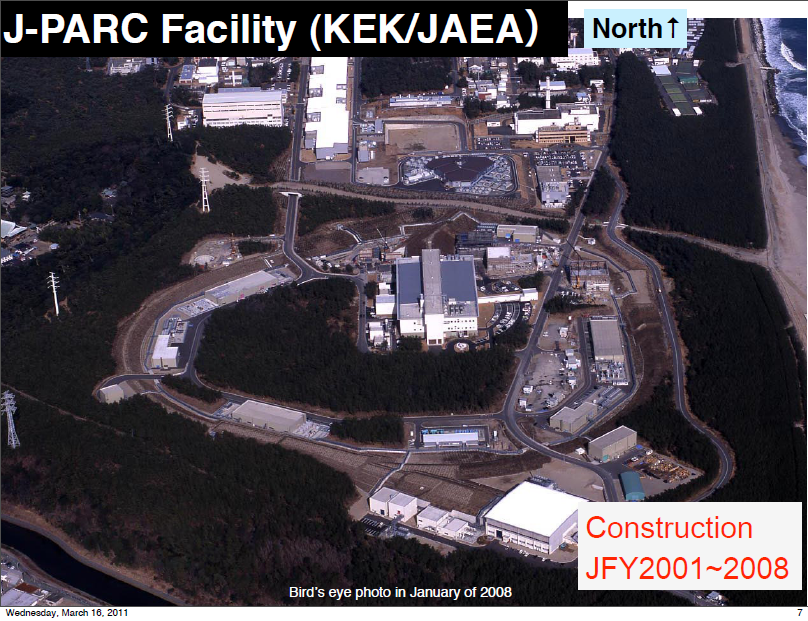 J-PARC Facility (KEK/JAEA）
North↑
Construction
JFY2001~2008
Bird's eye photo in January of 2008
Wednesday, March 16, 2011
7